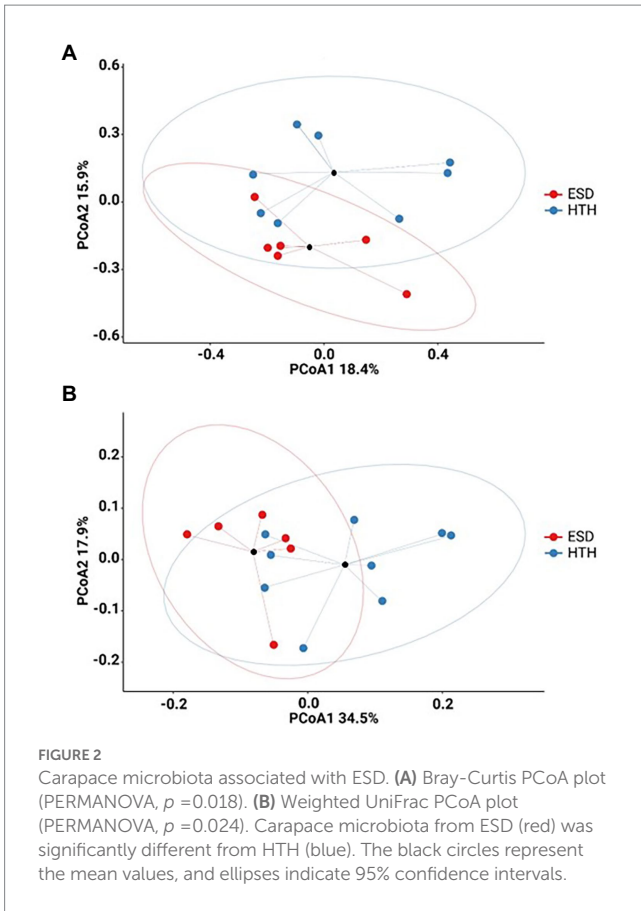 A
0.6
0.3
0.0
-0.3
-0.6
PCoA2 15.9%
-0.4
0.0
0.4
PCoA1 18.4%
ESD
HTH
B
0.2
0.1
0.0
-0.1
-0.2
PCoA2 17.9%
-0.2
0.0
0.2
PCoA1 34.5%
ESD
HTH
FIGURE 2
Carapace microbiota associated with ESD. (A) Bray-Curtis PCoA plot
(PERMANOVA, p =0.018). (B) Weighted UniFrac PCoA plot
(PERMANOVA, p =0.024). Carapace microbiota from ESD (red) was
significantly different from HTH (blue). The black circles represent
the mean values, and ellipses indicate 95% confidence intervals.